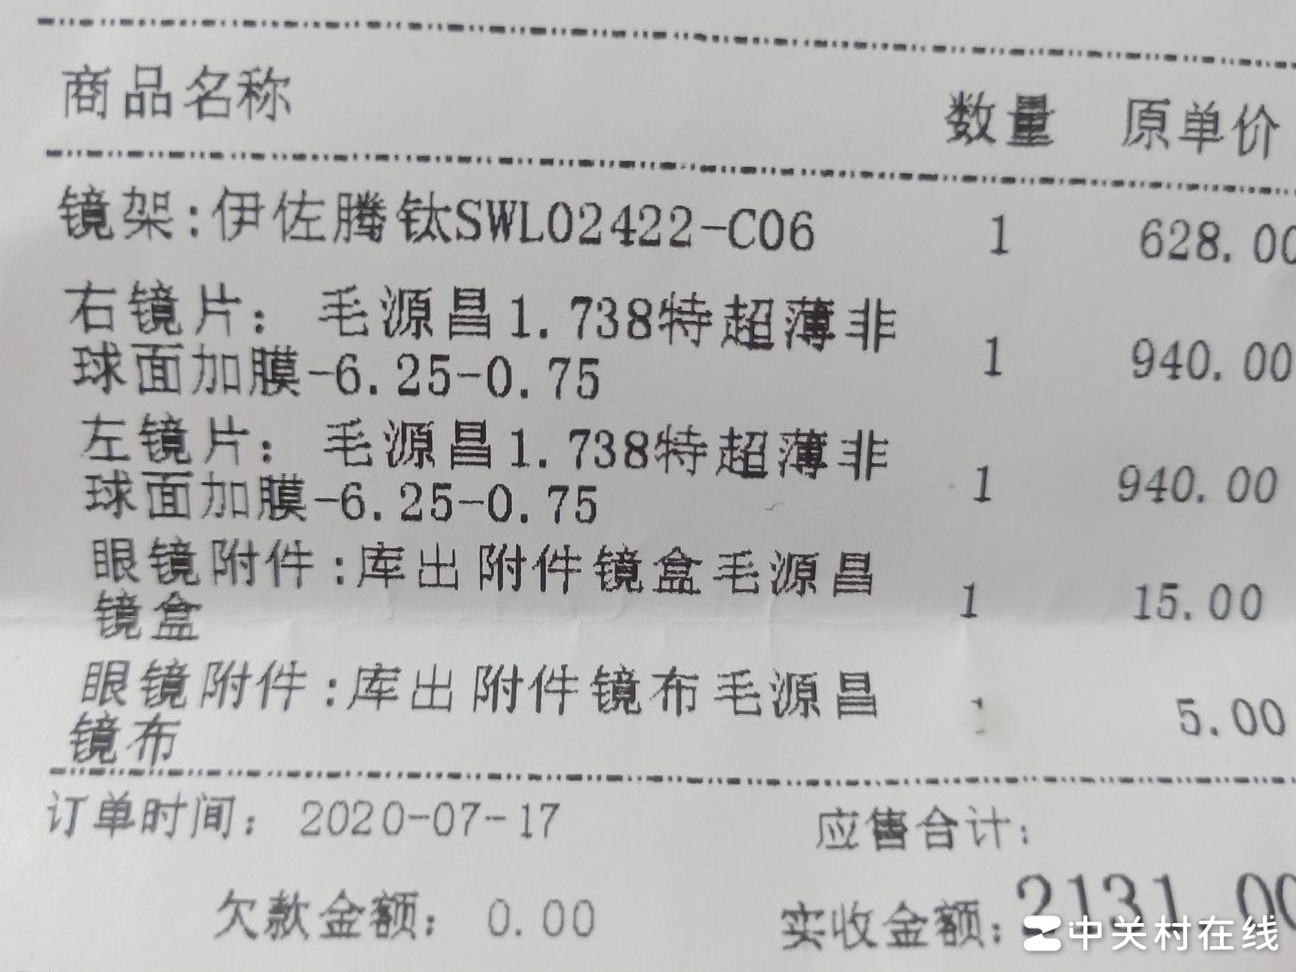 商品名称 数量 原单价
镜架:伊佐腾钛SWL02422-C06 1 628.00
右镜片: 毛源昌1.738特超薄非
球面加膜-6.25-0.75 1 940.00
左镜片: 毛源昌1.738特超薄非
球面加膜-6.25-0.75 1 940.00
眼镜附件:库出附件镜盒毛源昌
镜盒 1 15.00
眼镜附件:库出附件镜布毛源昌
镜布 5.00
订单时间: 2020-07-17 应售合计:
欠款金额: 0.00 实收金额: 2131.00
中关村在线